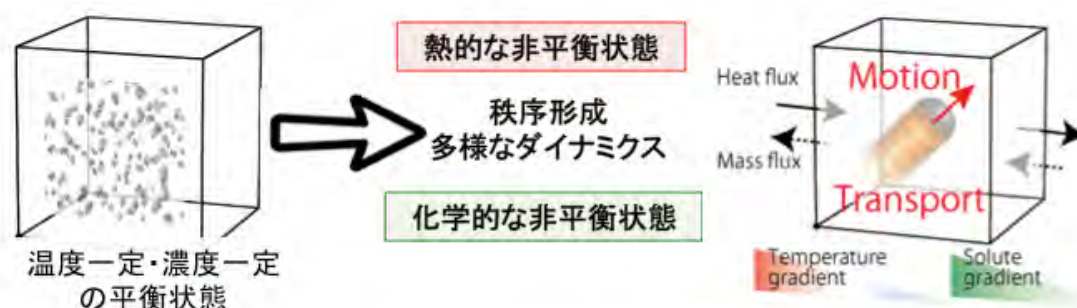 温度一定・濃度一定
の平衡状態
熱的な非平衡状態
秩序形成
多様なダイナミクス
化学的な非平衡状態
Heat flux
Motion
Mass flux
Transport
Temperature
gradient
Solute
gradient